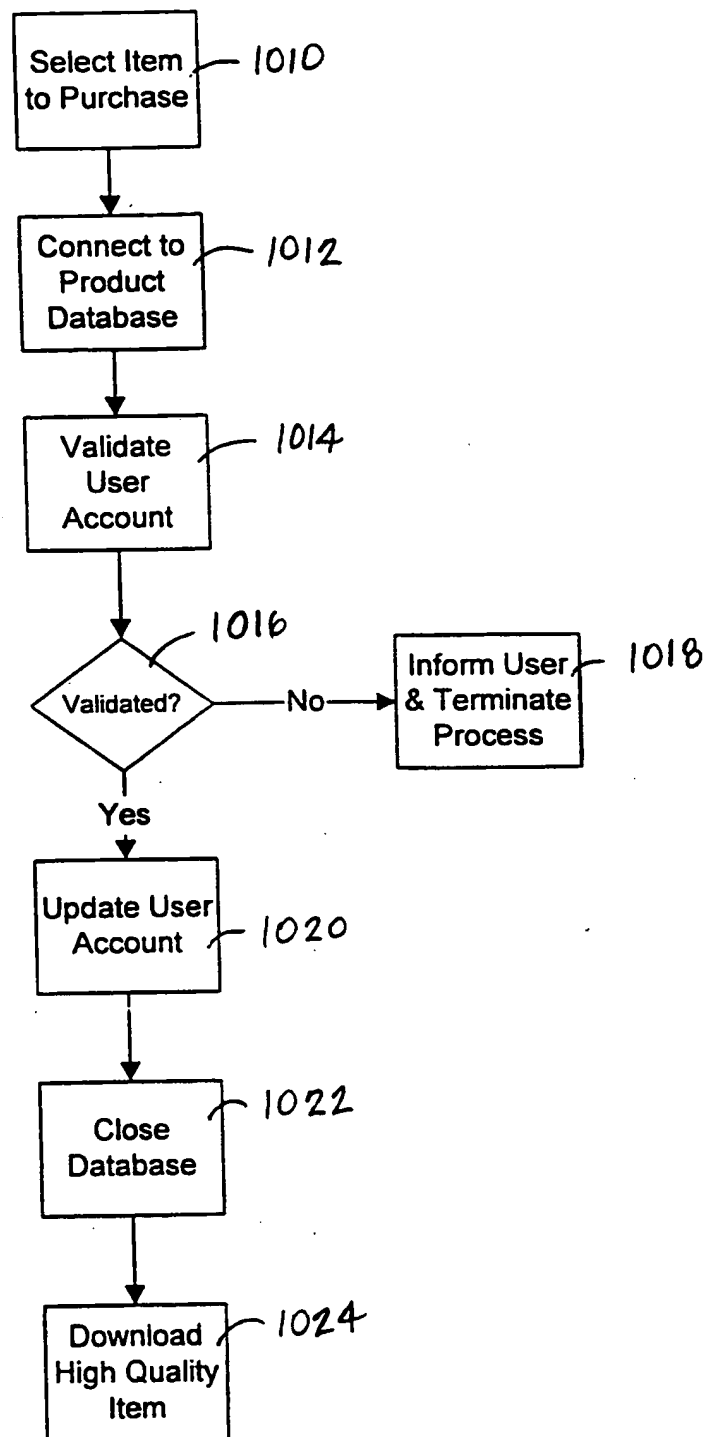 Select Item
to Purchase
1010
Connect to
Product
Database
1012
Validate
User
Account
1014
Validated?
1016
No
Inform User
& Terminate
Process
1018
Yes
Update User
Account
1020
Close
Database
1022
Download
High Quality
Item
1024